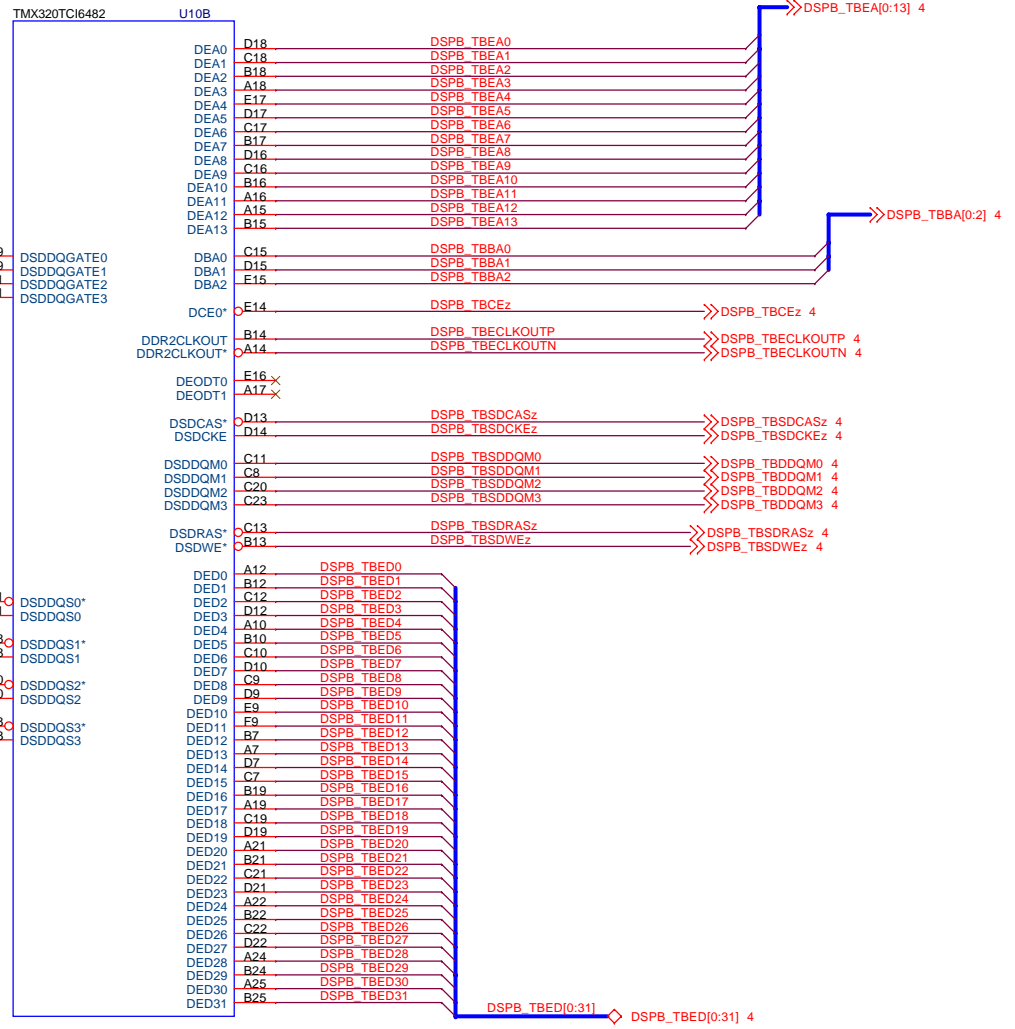 TMX320TCI6482 U10B
DSPB_TBEA[0:13] 4
DEA0 D18 DSPB_TBEA0
DEA1 C18 DSPB_TBEA1
DEA2 B18 DSPB_TBEA2
DEA3 A18 DSPB_TBEA3
DEA4 E17 DSPB_TBEA4
DEA5 D17 DSPB_TBEA5
DEA6 C17 DSPB_TBEA6
DEA7 B17 DSPB_TBEA7
DEA8 D16 DSPB_TBEA8
DEA9 C16 DSPB_TBEA9
DEA10 B16 DSPB_TBEA10
DEA11 A16 DSPB_TBEA11
DEA12 A15 DSPB_TBEA12
DEA13 B15 DSPB_TBEA13
DSPB_TBBA[0:2] 4
DSDDQGATE0 DBA0 C15 DSPB_TBBA0
DSDDQGATE1 DBA1 D15 DSPB_TBBA1
DSDDQGATE2 DBA2 E15 DSPB_TBBA2
DSDDQGATE3
DCE0* E14 DSPB_TBCEz DSPB_TBCEz 4
DDR2CLKOUT B14 DSPB_TBECLKOUTP DSPB_TBECLKOUTP 4
DDR2CLKOUT* A14 DSPB_TBECLKOUTN DSPB_TBECLKOUTN 4
DEODT0 E16
DEODT1 A17
DSDCAS* D13 DSPB_TBSDCASz DSPB_TBSDCASz 4
DSDCKE D14 DSPB_TBSDCKEz DSPB_TBSDCKEz 4
DSDDQM0 C11 DSPB_TBSDDQM0 DSPB_TBDDQM0 4
DSDDQM1 C8 DSPB_TBSDDQM1 DSPB_TBDDQM1 4
DSDDQM2 C20 DSPB_TBSDDQM2 DSPB_TBDDQM2 4
DSDDQM3 C23 DSPB_TBSDDQM3 DSPB_TBDDQM3 4
DSDRAS* C13 DSPB_TBSDRASz DSPB_TBSDRASz 4
DSDWE* B13 DSPB_TBSDWEz DSPB_TBSDWEz 4
DED0 A12 DSPB_TBED0
DED1 B12 DSPB_TBED1
DSDDQS0* DED2 C12 DSPB_TBED2
DSDDQS0 DED3 D12 DSPB_TBED3
DED4 A10 DSPB_TBED4
DSDDQS1* DED5 B10 DSPB_TBED5
DSDDQS1 DED6 C10 DSPB_TBED6
DED7 D10 DSPB_TBED7
DSDDQS2* DED8 C9 DSPB_TBED8
DSDDQS2 DED9 D9 DSPB_TBED9
DED10 E9 DSPB_TBED10
DSDDQS3* DED11 F9 DSPB_TBED11
DSDDQS3 DED12 B7 DSPB_TBED12
DED13 A7 DSPB_TBED13
DED14 D7 DSPB_TBED14
DED15 C7 DSPB_TBED15
DED16 B19 DSPB_TBED16
DED17 A19 DSPB_TBED17
DED18 C19 DSPB_TBED18
DED19 D19 DSPB_TBED19
DED20 A21 DSPB_TBED20
DED21 B21 DSPB_TBED21
DED22 C21 DSPB_TBED22
DED23 D21 DSPB_TBED23
DED24 A22 DSPB_TBED24
DED25 B22 DSPB_TBED25
DED26 C22 DSPB_TBED26
DED27 D22 DSPB_TBED27
DED28 A24 DSPB_TBED28
DED29 B24 DSPB_TBED29
DED30 A25 DSPB_TBED30
DED31 B25 DSPB_TBED31
DSPB_TBED[0:31] DSPB_TBED[0:31] 4